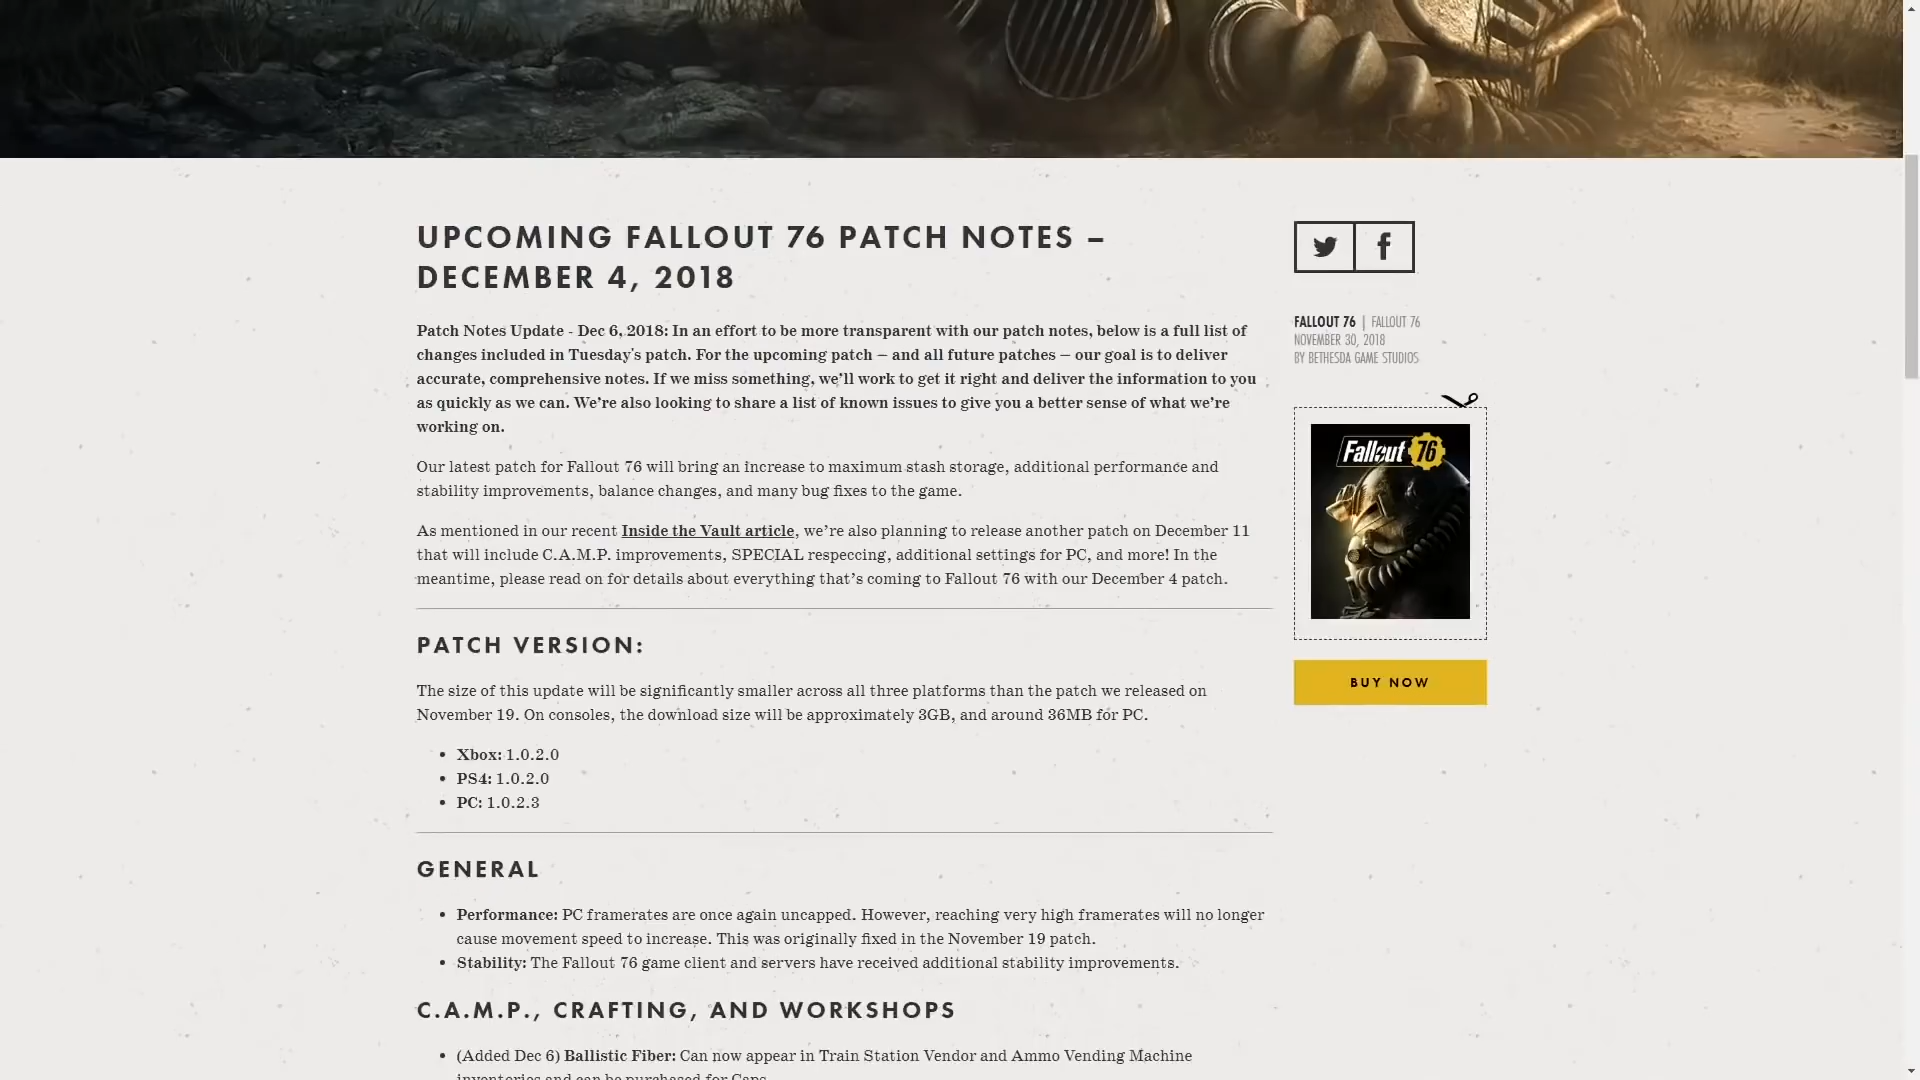 UPCOMING FALLOUT 76 PATCH NOTES –
DECEMBER 4, 2018
Patch Notes Update - Dec 6, 2018: In an effort to be more transparent with our patch notes, below is a full list of
changes included in Tuesday's patch. For the upcoming patch — and all future patches — our goal is to deliver
accurate, comprehensive notes. If we miss something, we’ll work to get it right and deliver the information to you
as quickly as we can. We’re also looking to share a list of known issues to give you a better sense of what we’re
working on.
Our latest patch for Fallout 76 will bring an increase to maximum stash storage, additional performance and
stability improvements, balance changes, and many bug fixes to the game.
As mentioned in our recent Inside the Vault article, we’re also planning to release another patch on December 11
that will include C.A.M.P. improvements, SPECIAL respeccing, additional settings for PC, and more! In the
meantime, please read on for details about everything that’s coming to Fallout 76 with our December 4 patch.
PATCH VERSION:
The size of this update will be significantly smaller across all three platforms than the patch we released on
November 19. On consoles, the download size will be approximately 3GB, and around 36MB for PC.
• Xbox: 1.0.2.0
• PS4: 1.0.2.0
• PC: 1.0.2.3
GENERAL
• Performance: PC framerates are once again uncapped. However, reaching very high framerates will no longer
cause movement speed to increase. This was originally fixed in the November 19 patch.
• Stability: The Fallout 76 game client and servers have received additional stability improvements.
C.A.M.P., CRAFTING, AND WORKSHOPS
• (Added Dec 6) Ballistic Fiber: Can now appear in Train Station Vendor and Ammo Vending Machine
inventories and can be purchased for Caps.
FALLOUT 76 | FALLOUT 76
NOVEMBER 30, 2018
BY BETHESDA GAME STUDIOS
Fallout 76
BUY NOW